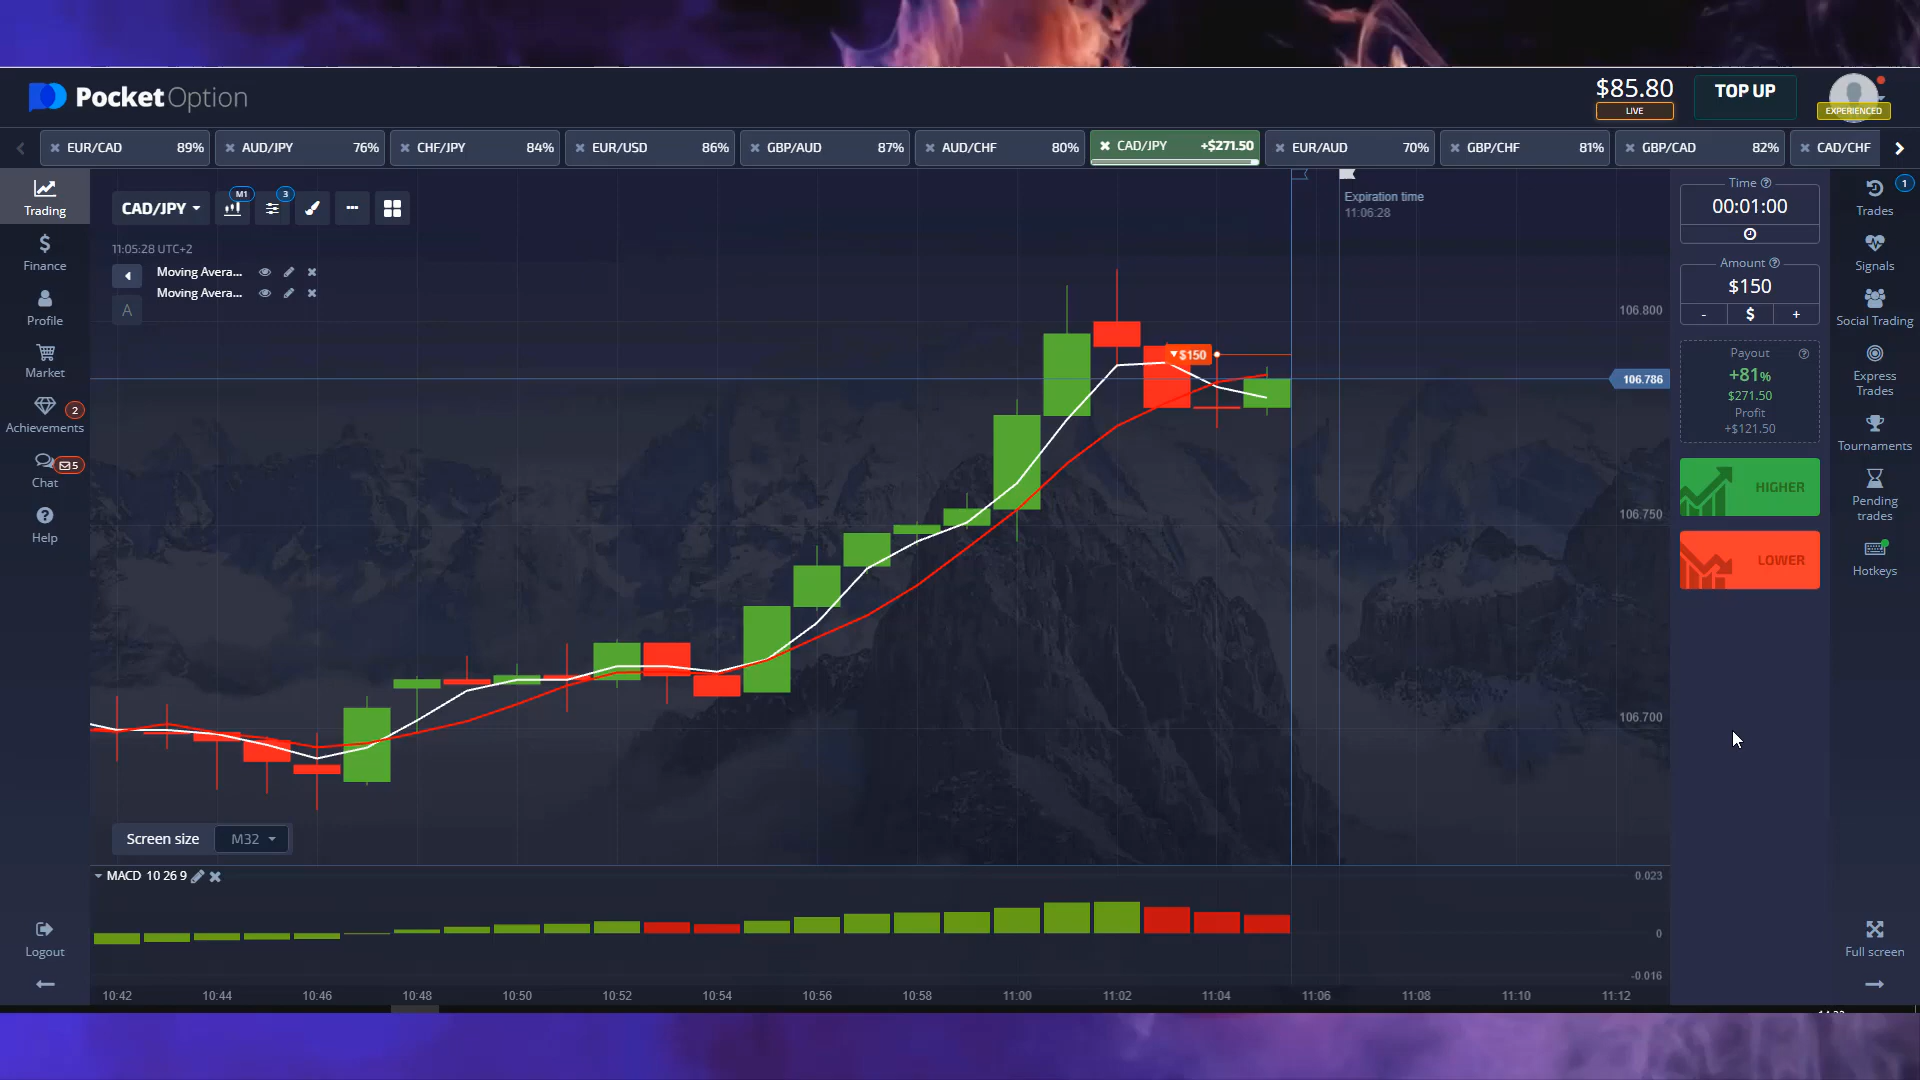 PocketOption
$85.80
LIVE
TOP UP
EXPERIENCED
EUR/CAD 89%
AUD/JPY 76%
CHF/JPY 84%
EUR/USD 86%
GBP/AUD 87%
AUD/CHF 80%
CAD/JPY +$271.50
EUR/AUD 70%
GBP/CHF 81%
GBP/CAD 82%
CAD/CHF
Trading
Finance
Profile
Market
Achievements 2
Chat 5
Help
Logout
CAD/JPY
M1
3
11:05:28 UTC+2
Moving Avera...
Moving Avera...
A
Expiration time
11:06:28
$150
106.800
106.786
106.750
106.700
Screen size M32
MACD 10 26 9
0.023
0
-0.016
10:42 10:44 10:46 10:48 10:50 10:52 10:54 10:56 10:58 11:00 11:02 11:04 11:06 11:08 11:10 11:12
Time
00:01:00
Amount
$150
- $ +
Payout
+81%
$271.50
Profit
+$121.50
HIGHER
LOWER
1
Trades
Signals
Social Trading
Express
Trades
Tournaments
Pending
trades
Hotkeys
Full screen